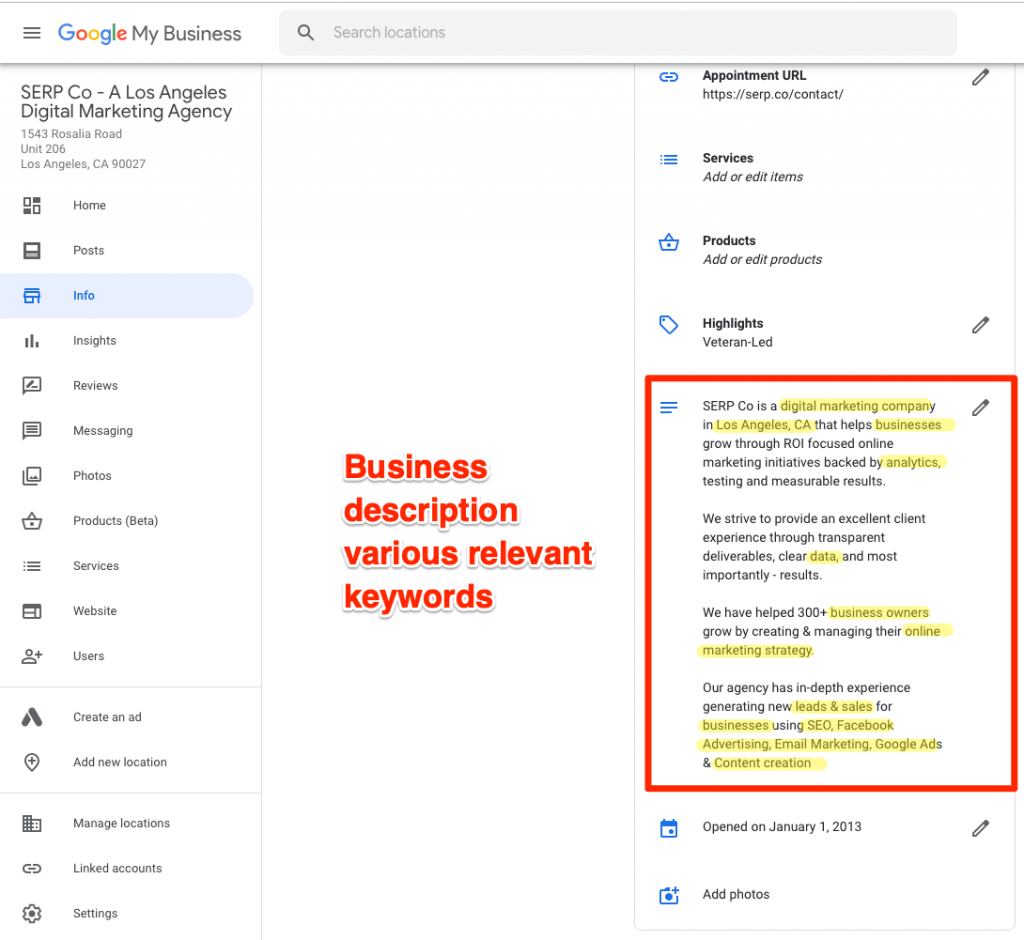 Google My Business
Search locations
SERP Co - A Los Angeles
Digital Marketing Agency
1543 Rosalia Road
Unit 206
Los Angeles, CA 90027
Home
Posts
Info
Insights
Reviews
Messaging
Photos
Products (Beta)
Services
Website
Users
Create an ad
Add new location
Manage locations
Linked accounts
Settings
Business
description
various relevant
keywords
Appointment URL
https://serp.co/contact/
Services
Add or edit items
Products
Add or edit products
Highlights
Veteran-Led
SERP Co is a digital marketing company
in Los Angeles, CA that helps businesses
grow through ROI focused online
marketing initiatives backed by analytics,
testing and measurable results.
We strive to provide an excellent client
experience through transparent
deliverables, clear data, and most
importantly - results.
We have helped 300+ business owners
grow by creating & managing their online
marketing strategy.
Our agency has in-depth experience
generating new leads & sales for
businesses using SEO, Facebook
Advertising, Email Marketing, Google Ads
& Content creation
Opened on January 1, 2013
Add photos